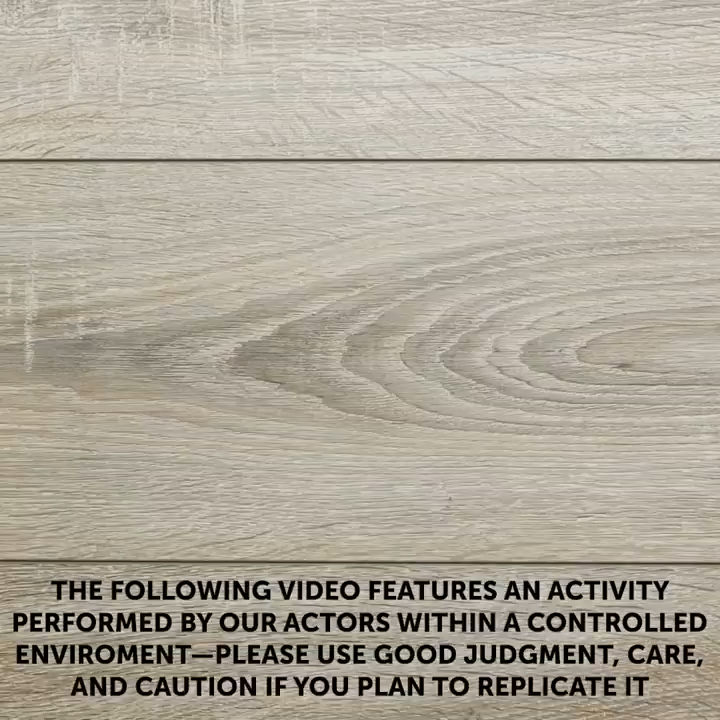 THE FOLLOWING VIDEO FEATURES AN ACTIVITY
PERFORMED BY OUR ACTORS WITHIN A CONTROLLED
ENVIROMENT—PLEASE USE GOOD JUDGMENT, CARE,
AND CAUTION IF YOU PLAN TO REPLICATE IT